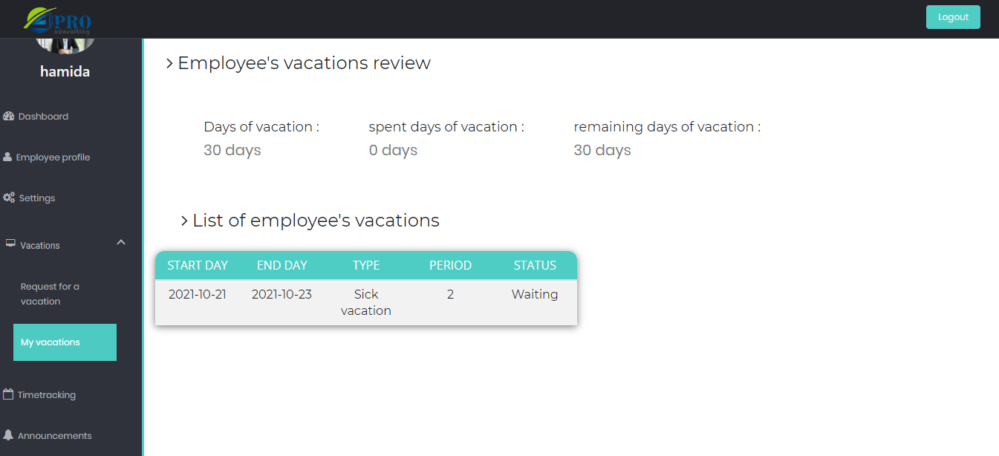 4PRO
consulting
Logout
hamida
Dashboard
Employee profile
Settings
Vacations
Request for a
vacation
My vacations
Timetracking
Announcements
Employee's vacations review
Days of vacation :
spent days of vacation :
remaining days of vacation :
30 days
0 days
30 days
List of employee's vacations
START DAY END DAY TYPE PERIOD STATUS
2021-10-21 2021-10-23 Sick 2 Waiting
vacation